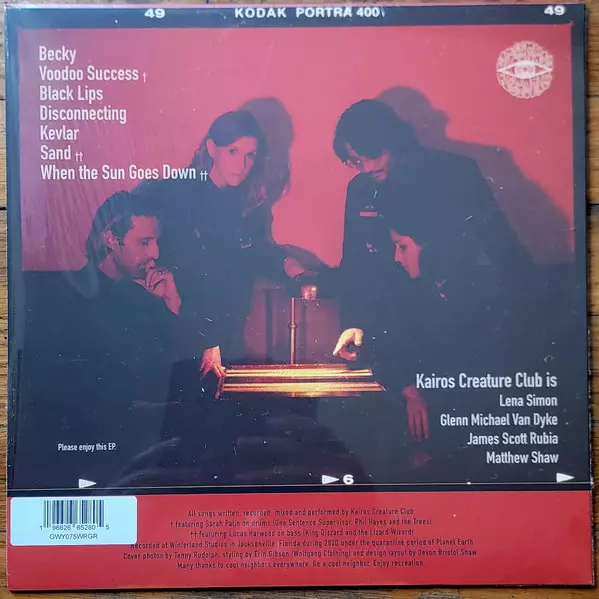 49
KODAK PORTRA 400
49
Becky
Voodoo Success †
Black Lips
Disconnecting
Kevlar
Sand ††
When the Sun Goes Down ††
Kairos Creature Club is
Lena Simon
Glenn Michael Van Dyke
James Scott Rubia
Matthew Shaw
Please enjoy this EP.
6
1 96626 65280 5
GWY075WRGR
All songs written, recorded, mixed and performed by Kairos Creature Club
† featuring Sarah Palin on drums (One Sentence Supervisor, Phil Hayes and the Trees)
†† featuring Lucas Harwood on bass (King Gizzard and the Lizard Wizard)
Recorded at Winterland Studios in Jacksonville, Florida during 2020 under the quarantine period of Planet Earth
Cover photos by Tenny Rudolph, styling by Erin Gibson (Wolfgang Clothing) and design layout by Devon Bristol Shaw
Many thanks to cool neighbors everywhere. Be a cool neighbor. Enjoy recreation.